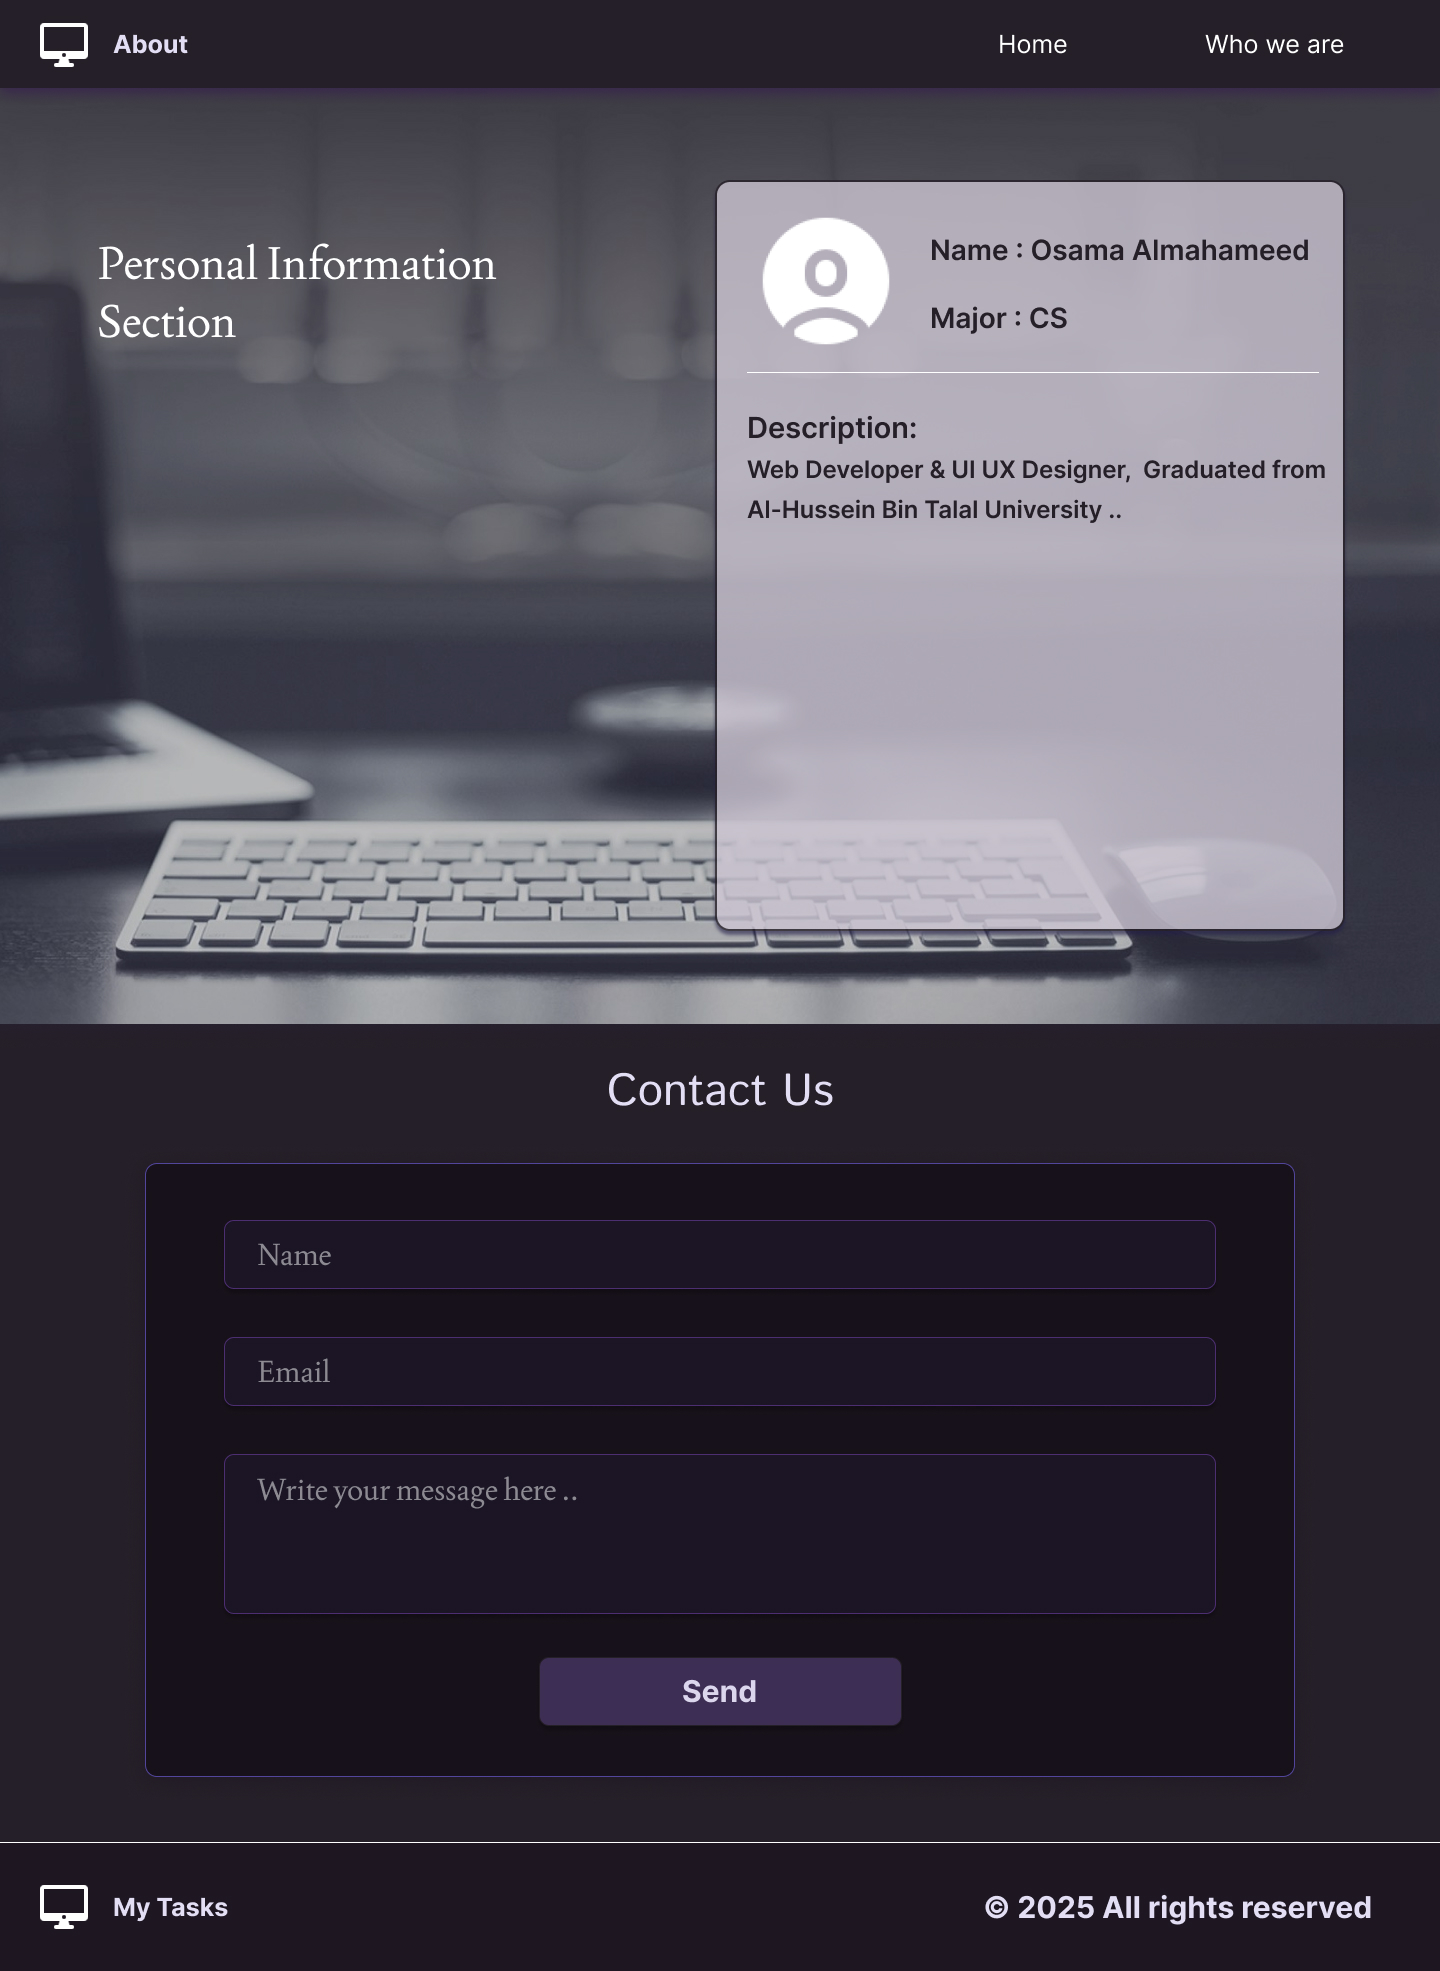 About
Home
Who we are
Personal Information
Section
Name : Osama Almahameed
Major : CS
Description:
Web Developer & UI UX Designer,  Graduated from
Al-Hussein Bin Talal University ..
Contact Us
Name
Email
Write your message here ..
Send
My Tasks
© 2025 All rights reserved